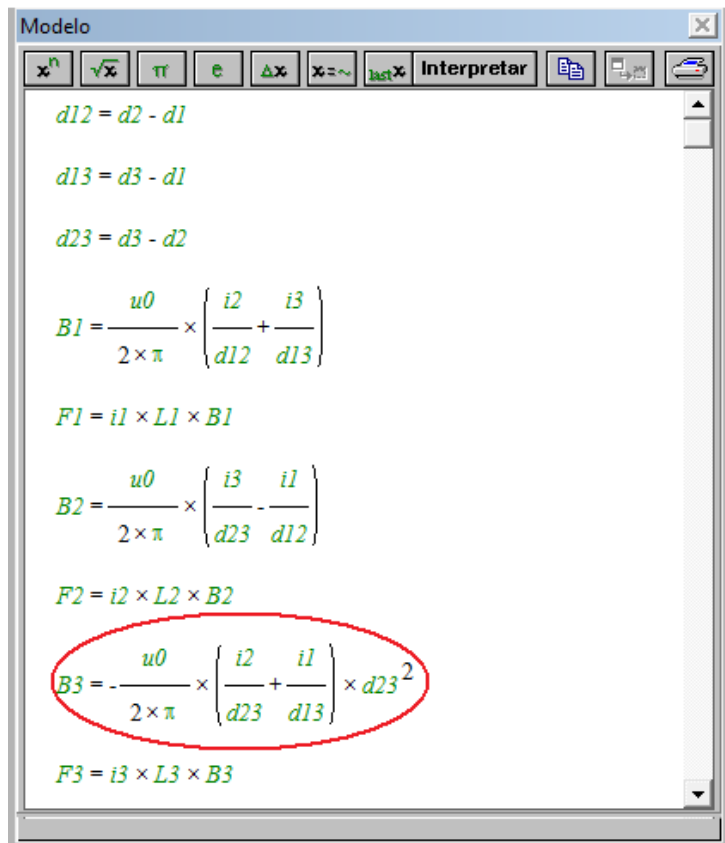 Modelo
xⁿ √x π e Δx x=~ last x Interpretar
d12 = d2 - d1
d13 = d3 - d1
d23 = d3 - d2
B1 = u0 / (2 × π) × ( i2 / d12 + i3 / d13 )
F1 = i1 × L1 × B1
B2 = u0 / (2 × π) × ( i3 / d23 - i1 / d12 )
F2 = i2 × L2 × B2
B3 = - u0 / (2 × π) × ( i2 / d23 + i1 / d13 ) × d23²
F3 = i3 × L3 × B3